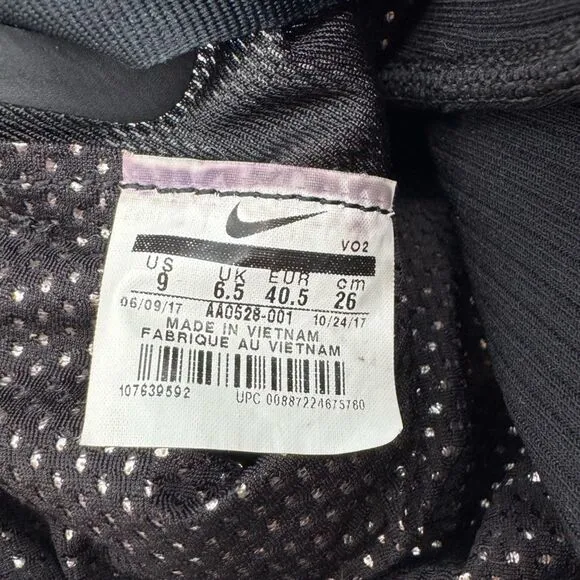 VO2
US UK EUR cm
9 6.5 40.5 26
06/09/17 AA0528-001 10/24/17
MADE IN VIETNAM
FABRIQUE AU VIETNAM
107639592 UPC 00887224675760